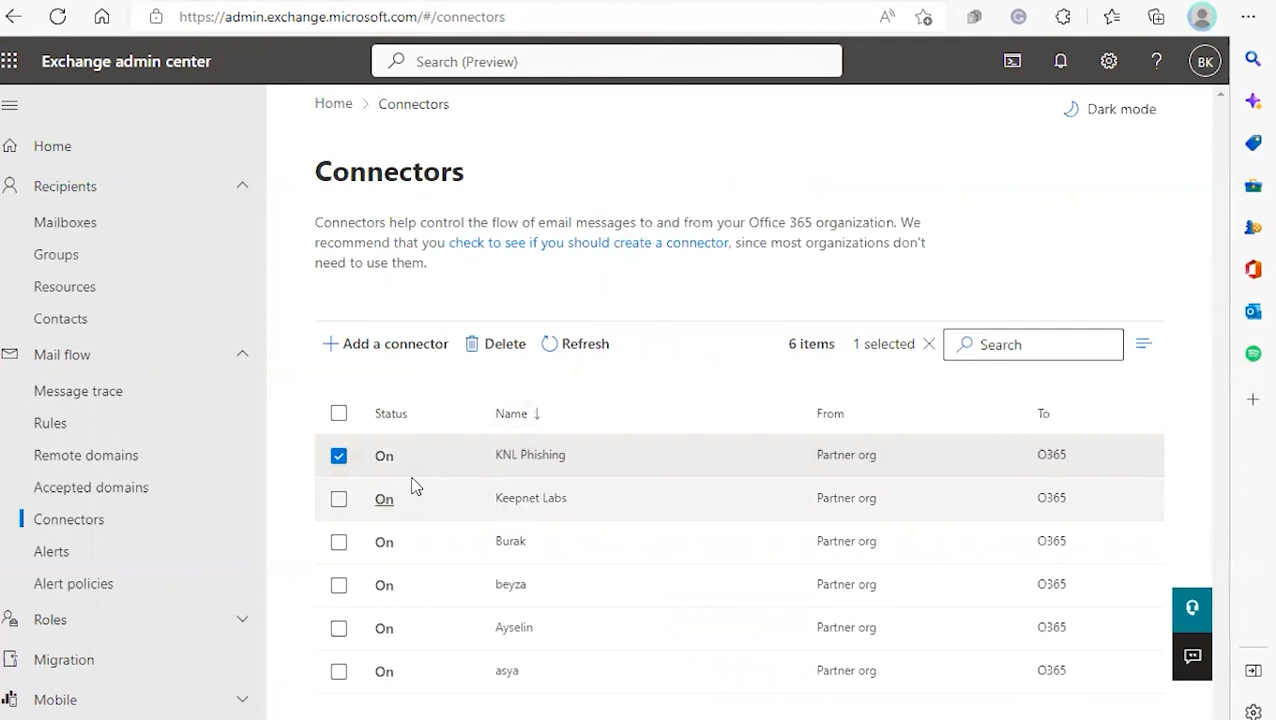 https://admin.exchange.microsoft.com/#/connectors
Exchange admin center
Search (Preview)
BK
Home
Recipients
Mailboxes
Groups
Resources
Contacts
Mail flow
Message trace
Rules
Remote domains
Accepted domains
Connectors
Alerts
Alert policies
Roles
Migration
Mobile
Home > Connectors
Dark mode
Connectors
Connectors help control the flow of email messages to and from your Office 365 organization. We
recommend that you check to see if you should create a connector, since most organizations don't
need to use them.
Add a connector Delete Refresh 6 items 1 selected Search
Status Name From To
On KNL Phishing Partner org O365
On Keepnet Labs Partner org O365
On Burak Partner org O365
On beyza Partner org O365
On Ayselin Partner org O365
On asya Partner org O365